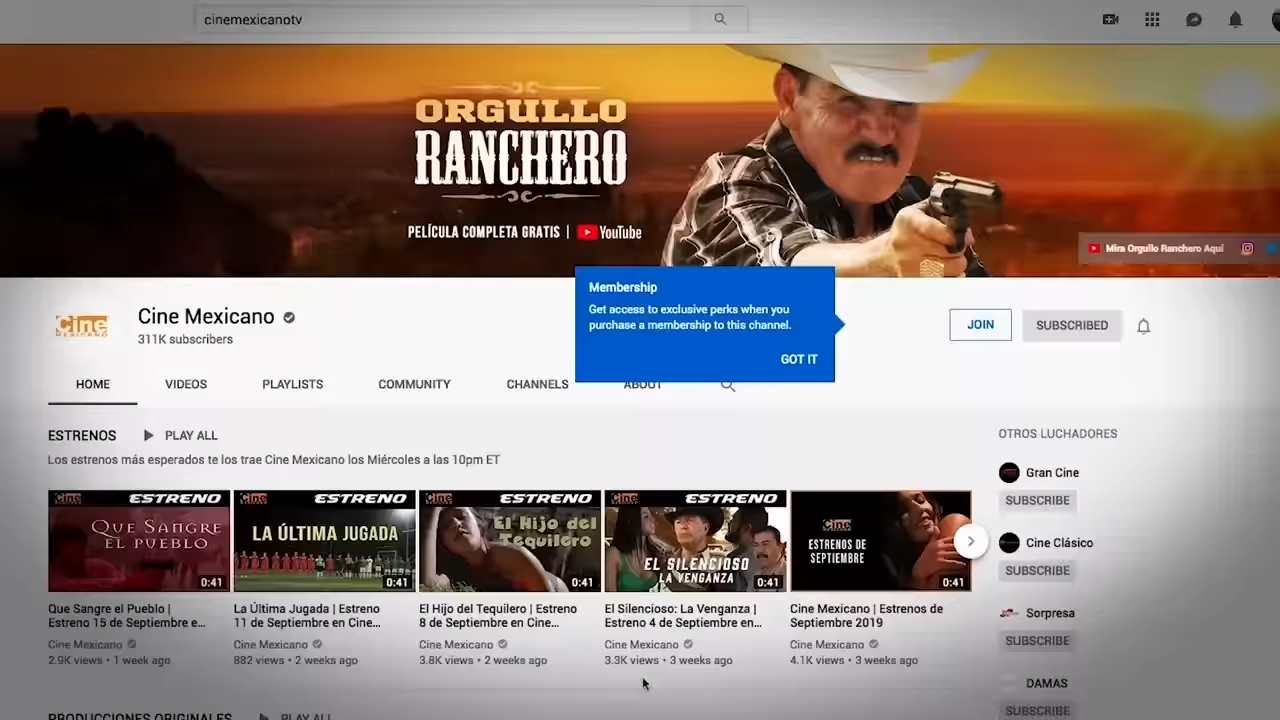 cinemexicanotv
ORGULLO
RANCHERO
PELÍCULA COMPLETA GRATIS | YouTube
Mira Orgullo Ranchero Aquí
Membership
Get access to exclusive perks when you
purchase a membership to this channel.
GOT IT
Cine
MEXICANO
Cine Mexicano
311K subscribers
JOIN
SUBSCRIBED
HOME
VIDEOS
PLAYLISTS
COMMUNITY
CHANNELS
ABOUT
ESTRENOS
PLAY ALL
Los estrenos más esperados te los trae Cine Mexicano los Miércoles a las 10pm ET
Cine ESTRENO
QUE SANGRE
EL PUEBLO
0:41
Cine ESTRENO
LA ÚLTIMA JUGADA
0:41
Cine ESTRENO
El Hijo del
Tequilero
0:41
Cine ESTRENO
EL SILENCIOSO
LA VENGANZA
0:41
Cine
ESTRENOS DE
SEPTIEMBRE
0:41
Que Sangre el Pueblo |
Estreno 15 de Septiembre e...
Cine Mexicano
2.9K views • 1 week ago
La Última Jugada | Estreno
11 de Septiembre en Cine...
Cine Mexicano
882 views • 2 weeks ago
El Hijo del Tequilero | Estreno
8 de Septiembre en Cine...
Cine Mexicano
3.8K views • 2 weeks ago
El Silencioso: La Venganza |
Estreno 4 de Septiembre en...
Cine Mexicano
3.3K views • 3 weeks ago
Cine Mexicano | Estrenos de
Septiembre 2019
Cine Mexicano
4.1K views • 3 weeks ago
OTROS LUCHADORES
Gran Cine
SUBSCRIBE
Cine Clásico
SUBSCRIBE
Sorpresa
SUBSCRIBE
DAMAS
SUBSCRIBE
PRODUCCIONES ORIGINALES
PLAY ALL